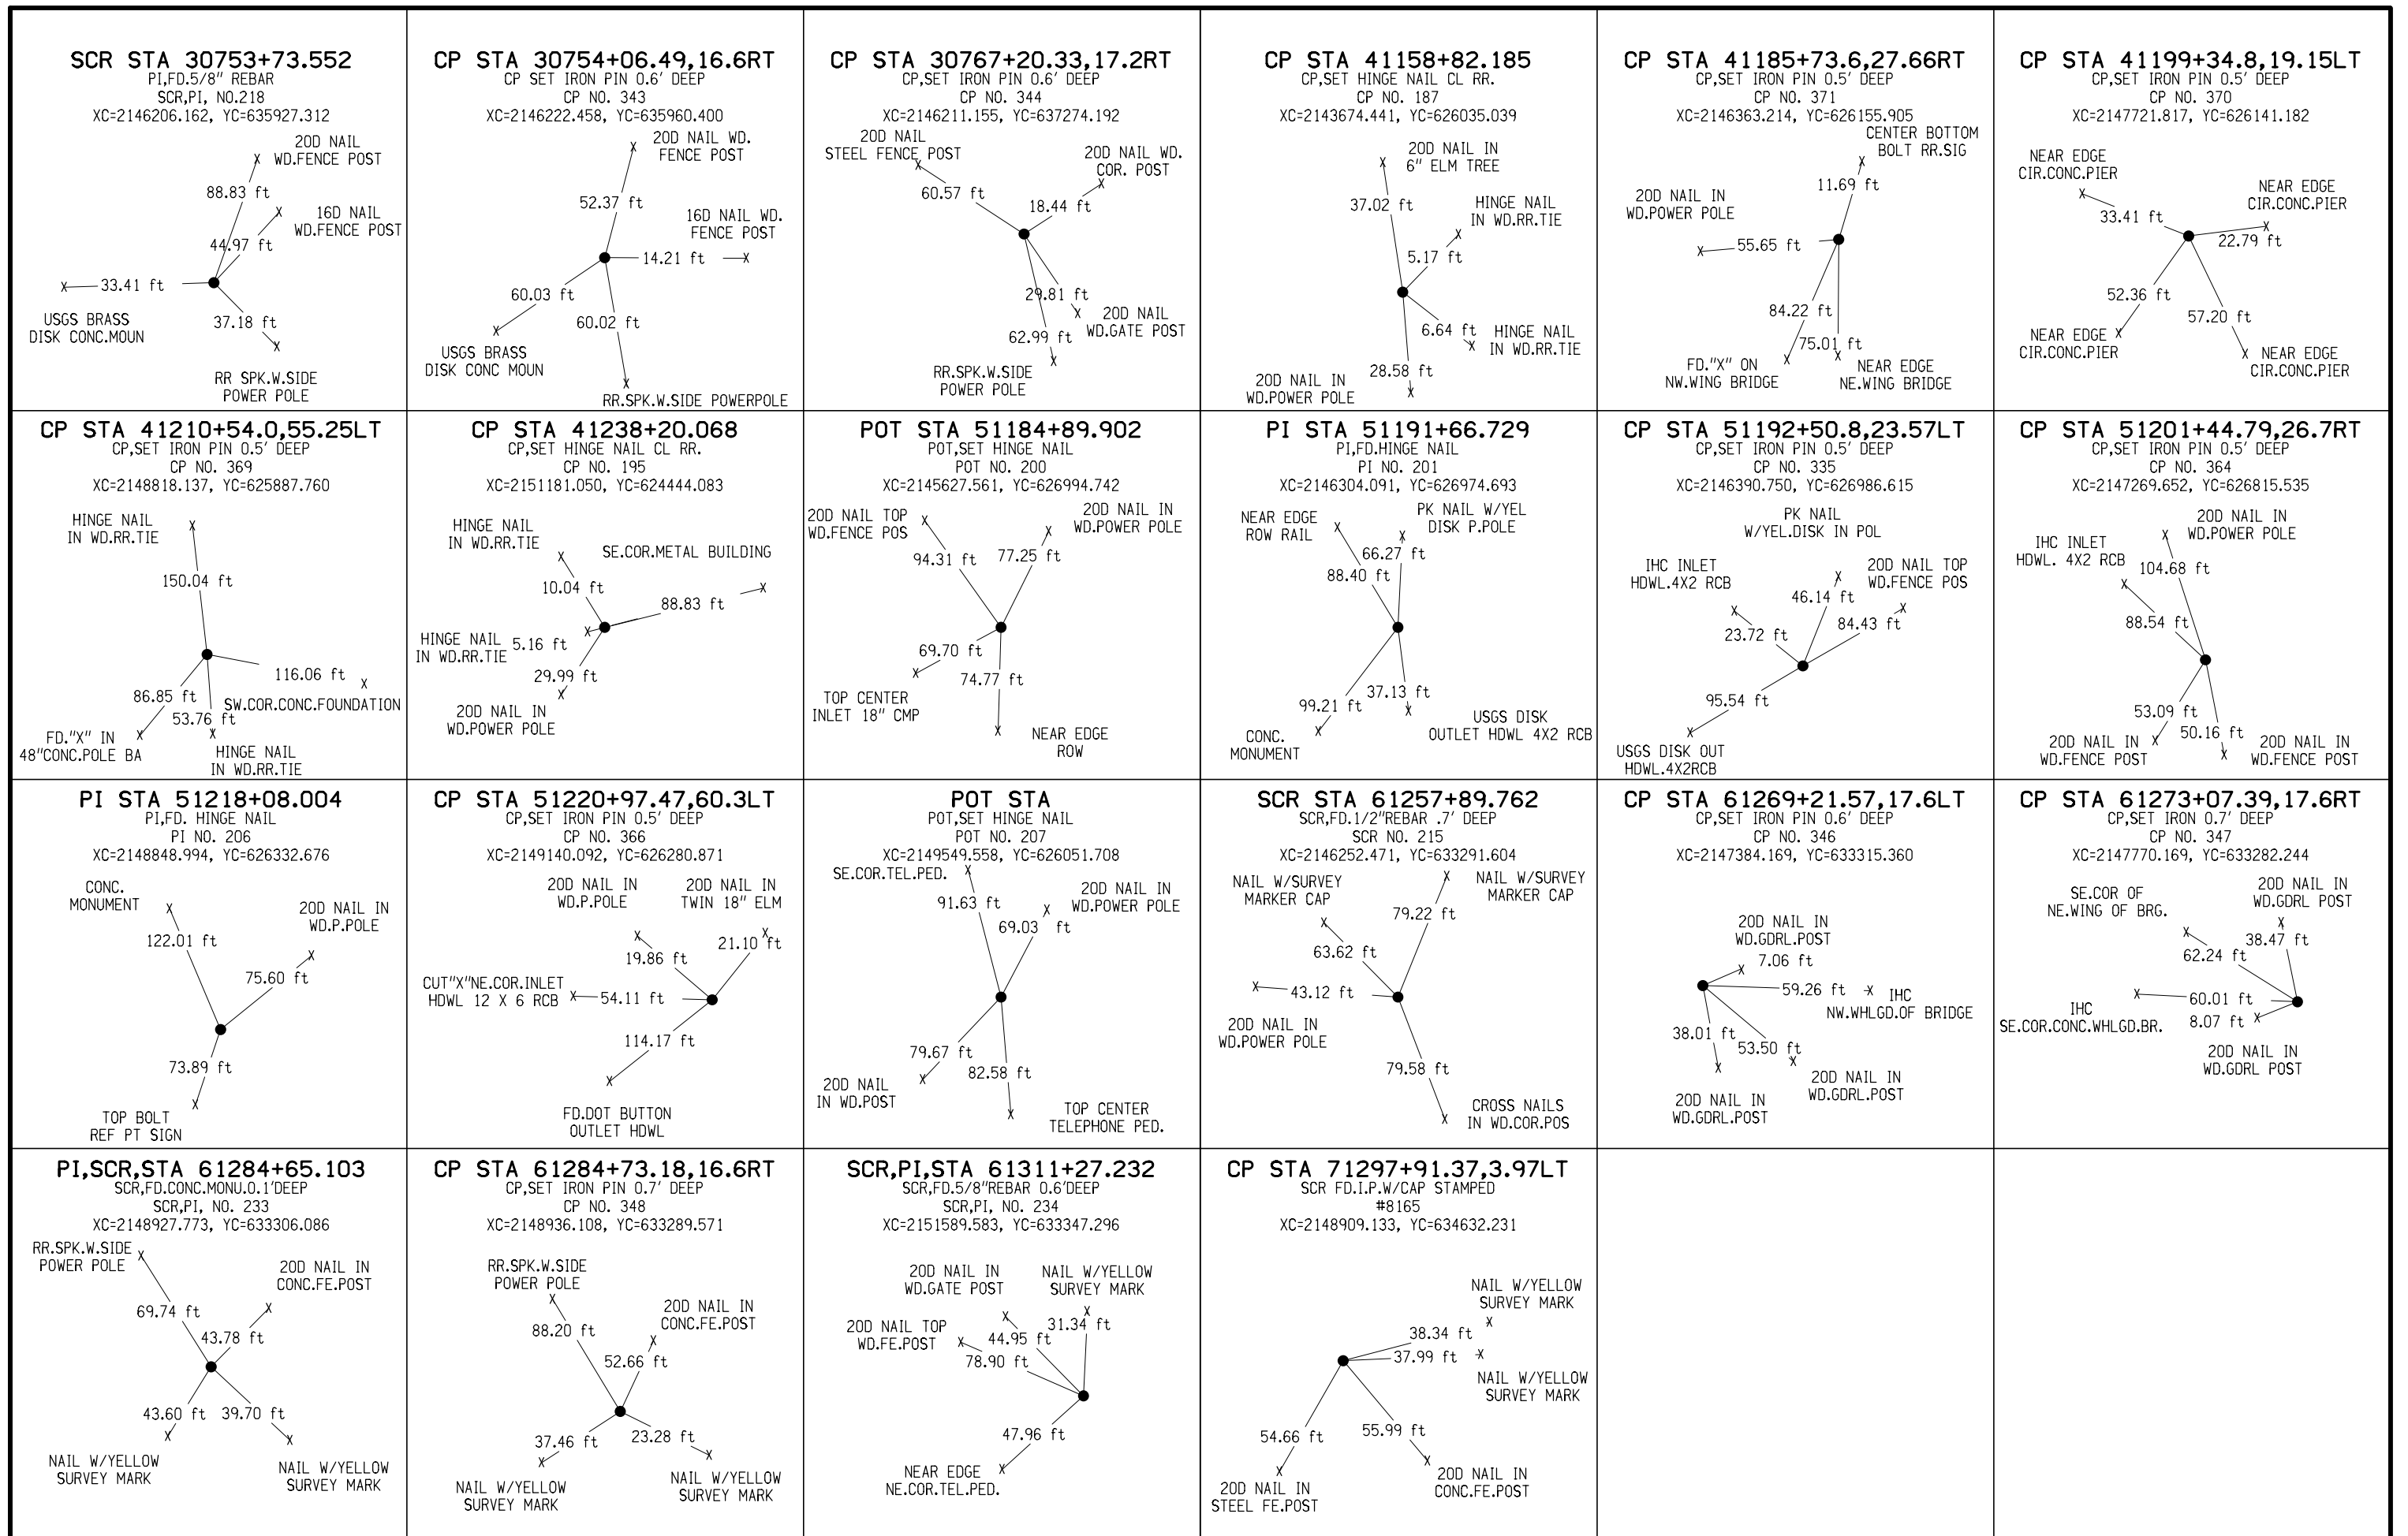 SCR STA 30753+73.552
PI,FD.5/8" REBAR
SCR,PI, NO.218
XC=2146206.162, YC=635927.312
20D NAIL
WD.FENCE POST
88.83 ft
16D NAIL
WD.FENCE POST
44.97 ft
33.41 ft
USGS BRASS
DISK CONC.MOUN
37.18 ft
RR SPK.W.SIDE
POWER POLE
CP STA 30754+06.49,16.6RT
CP SET IRON PIN 0.6' DEEP
CP NO. 343
XC=2146222.458, YC=635960.400
20D NAIL WD.
FENCE POST
52.37 ft
16D NAIL WD.
FENCE POST
14.21 ft
60.03 ft
60.02 ft
USGS BRASS
DISK CONC MOUN
RR.SPK.W.SIDE POWERPOLE
CP STA 30767+20.33,17.2RT
CP,SET IRON PIN 0.6' DEEP
CP NO. 344
XC=2146211.155, YC=637274.192
20D NAIL
STEEL FENCE POST
20D NAIL WD.
COR. POST
60.57 ft
18.44 ft
29.81 ft
20D NAIL
WD.GATE POST
62.99 ft
RR.SPK.W.SIDE
POWER POLE
CP STA 41158+82.185
CP,SET HINGE NAIL CL RR.
CP NO. 187
XC=2143674.441, YC=626035.039
20D NAIL IN
6" ELM TREE
37.02 ft
HINGE NAIL
IN WD.RR.TIE
5.17 ft
6.64 ft
HINGE NAIL
IN WD.RR.TIE
28.58 ft
20D NAIL IN
WD.POWER POLE
CP STA 41185+73.6,27.66RT
CP,SET IRON PIN 0.5' DEEP
CP NO. 371
XC=2146363.214, YC=626155.905
CENTER BOTTOM
BOLT RR.SIG
11.69 ft
20D NAIL IN
WD.POWER POLE
55.65 ft
84.22 ft
75.01 ft
FD."X" ON
NW.WING BRIDGE
NEAR EDGE
NE.WING BRIDGE
CP STA 41199+34.8,19.15LT
CP,SET IRON PIN 0.5' DEEP
CP NO. 370
XC=2147721.817, YC=626141.182
NEAR EDGE
CIR.CONC.PIER
NEAR EDGE
CIR.CONC.PIER
33.41 ft
22.79 ft
52.36 ft
57.20 ft
NEAR EDGE
CIR.CONC.PIER
NEAR EDGE
CIR.CONC.PIER
CP STA 41210+54.0,55.25LT
CP,SET IRON PIN 0.5' DEEP
CP NO. 369
XC=2148818.137, YC=625887.760
HINGE NAIL
IN WD.RR.TIE
150.04 ft
116.06 ft
86.85 ft
SW.COR.CONC.FOUNDATION
53.76 ft
FD."X" IN
48"CONC.POLE BA
HINGE NAIL
IN WD.RR.TIE
CP STA 41238+20.068
CP,SET HINGE NAIL CL RR.
CP NO. 195
XC=2151181.050, YC=624444.083
HINGE NAIL
IN WD.RR.TIE
SE.COR.METAL BUILDING
10.04 ft
88.83 ft
HINGE NAIL
IN WD.RR.TIE
5.16 ft
29.99 ft
20D NAIL IN
WD.POWER POLE
POT STA 51184+89.902
POT,SET HINGE NAIL
POT NO. 200
XC=2145627.561, YC=626994.742
20D NAIL TOP
WD.FENCE POS
20D NAIL IN
WD.POWER POLE
94.31 ft
77.25 ft
69.70 ft
74.77 ft
TOP CENTER
INLET 18" CMP
NEAR EDGE
ROW
PI STA 51191+66.729
PI,FD.HINGE NAIL
PI NO. 201
XC=2146304.091, YC=626974.693
NEAR EDGE
ROW RAIL
PK NAIL W/YEL
DISK P.POLE
66.27 ft
88.40 ft
37.13 ft
99.21 ft
CONC.
MONUMENT
USGS DISK
OUTLET HDWL 4X2 RCB
CP STA 51192+50.8,23.57LT
CP,SET IRON PIN 0.5' DEEP
CP NO. 335
XC=2146390.750, YC=626986.615
PK NAIL
W/YEL.DISK IN POL
IHC INLET
HDWL.4X2 RCB
20D NAIL TOP
WD.FENCE POS
46.14 ft
84.43 ft
23.72 ft
95.54 ft
USGS DISK OUT
HDWL.4X2RCB
CP STA 51201+44.79,26.7RT
CP,SET IRON PIN 0.5' DEEP
CP NO. 364
XC=2147269.652, YC=626815.535
20D NAIL IN
WD.POWER POLE
IHC INLET
HDWL. 4X2 RCB
104.68 ft
88.54 ft
53.09 ft
50.16 ft
20D NAIL IN
WD.FENCE POST
20D NAIL IN
WD.FENCE POST
PI STA 51218+08.004
PI,FD. HINGE NAIL
PI NO. 206
XC=2148848.994, YC=626332.676
CONC.
MONUMENT
20D NAIL IN
WD.P.POLE
122.01 ft
75.60 ft
73.89 ft
TOP BOLT
REF PT SIGN
CP STA 51220+97.47,60.3LT
CP,SET IRON PIN 0.5' DEEP
CP NO. 366
XC=2149140.092, YC=626280.871
20D NAIL IN
WD.P.POLE
20D NAIL IN
TWIN 18" ELM
21.10 ft
19.86 ft
CUT"X"NE.COR.INLET
HDWL 12 X 6 RCB
54.11 ft
114.17 ft
FD.DOT BUTTON
OUTLET HDWL
POT STA
POT,SET HINGE NAIL
POT NO. 207
XC=2149549.558, YC=626051.708
SE.COR.TEL.PED.
20D NAIL IN
WD.POWER POLE
91.63 ft
69.03 ft
79.67 ft
82.58 ft
20D NAIL
IN WD.POST
TOP CENTER
TELEPHONE PED.
SCR STA 61257+89.762
SCR,FD.1/2"REBAR .7' DEEP
SCR NO. 215
XC=2146252.471, YC=633291.604
NAIL W/SURVEY
MARKER CAP
NAIL W/SURVEY
MARKER CAP
79.22 ft
63.62 ft
43.12 ft
20D NAIL IN
WD.POWER POLE
79.58 ft
CROSS NAILS
IN WD.COR.POS
CP STA 61269+21.57,17.6LT
CP,SET IRON PIN 0.6' DEEP
CP NO. 346
XC=2147384.169, YC=633315.360
20D NAIL IN
WD.GDRL.POST
7.06 ft
59.26 ft
IHC
NW.WHLGD.OF BRIDGE
38.01 ft
53.50 ft
20D NAIL IN
WD.GDRL.POST
20D NAIL IN
WD.GDRL.POST
CP STA 61273+07.39,17.6RT
CP,SET IRON 0.7' DEEP
CP NO. 347
XC=2147770.169, YC=633282.244
SE.COR OF
NE.WING OF BRG.
20D NAIL IN
WD.GDRL POST
38.47 ft
62.24 ft
60.01 ft
IHC
SE.COR.CONC.WHLGD.BR.
8.07 ft
20D NAIL IN
WD.GDRL POST
PI,SCR,STA 61284+65.103
SCR,FD.CONC.MONU.0.1'DEEP
SCR,PI, NO. 233
XC=2148927.773, YC=633306.086
RR.SPK.W.SIDE
POWER POLE
20D NAIL IN
CONC.FE.POST
69.74 ft
43.78 ft
43.60 ft
39.70 ft
NAIL W/YELLOW
SURVEY MARK
NAIL W/YELLOW
SURVEY MARK
CP STA 61284+73.18,16.6RT
CP,SET IRON PIN 0.7' DEEP
CP NO. 348
XC=2148936.108, YC=633289.571
RR.SPK.W.SIDE
POWER POLE
20D NAIL IN
CONC.FE.POST
88.20 ft
52.66 ft
37.46 ft
23.28 ft
NAIL W/YELLOW
SURVEY MARK
NAIL W/YELLOW
SURVEY MARK
SCR,PI,STA 61311+27.232
SCR,FD.5/8"REBAR 0.6'DEEP
SCR,PI, NO. 234
XC=2151589.583, YC=633347.296
20D NAIL IN
WD.GATE POST
NAIL W/YELLOW
SURVEY MARK
20D NAIL TOP
WD.FE.POST
31.34 ft
44.95 ft
78.90 ft
47.96 ft
NEAR EDGE
NE.COR.TEL.PED.
CP STA 71297+91.37,3.97LT
SCR FD.I.P.W/CAP STAMPED
#8165
XC=2148909.133, YC=634632.231
NAIL W/YELLOW
SURVEY MARK
38.34 ft
37.99 ft
NAIL W/YELLOW
SURVEY MARK
54.66 ft
55.99 ft
20D NAIL IN
STEEL FE.POST
20D NAIL IN
CONC.FE.POST